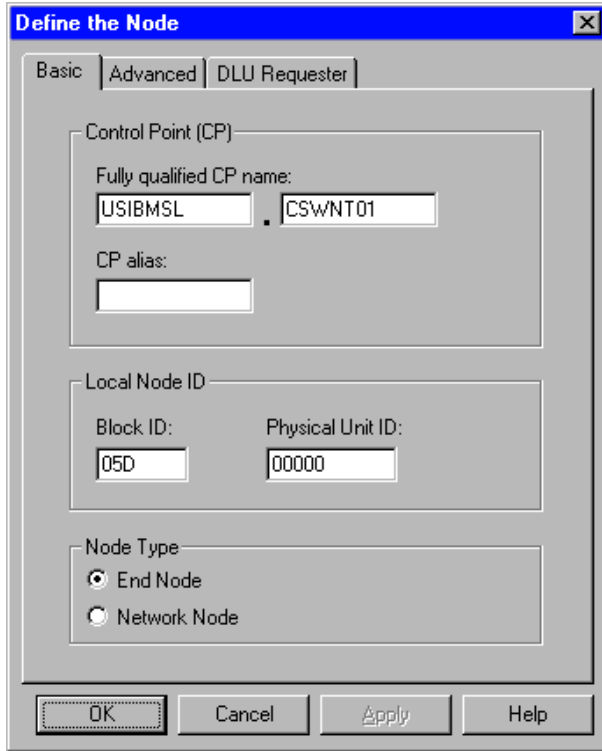 Define the Node
Basic Advanced DLU Requester
Control Point (CP)
Fully qualified CP name:
USIBMSL . CSWNT01
CP alias:
Local Node ID
Block ID: Physical Unit ID:
05D 00000
Node Type
End Node
Network Node
OK Cancel Apply Help